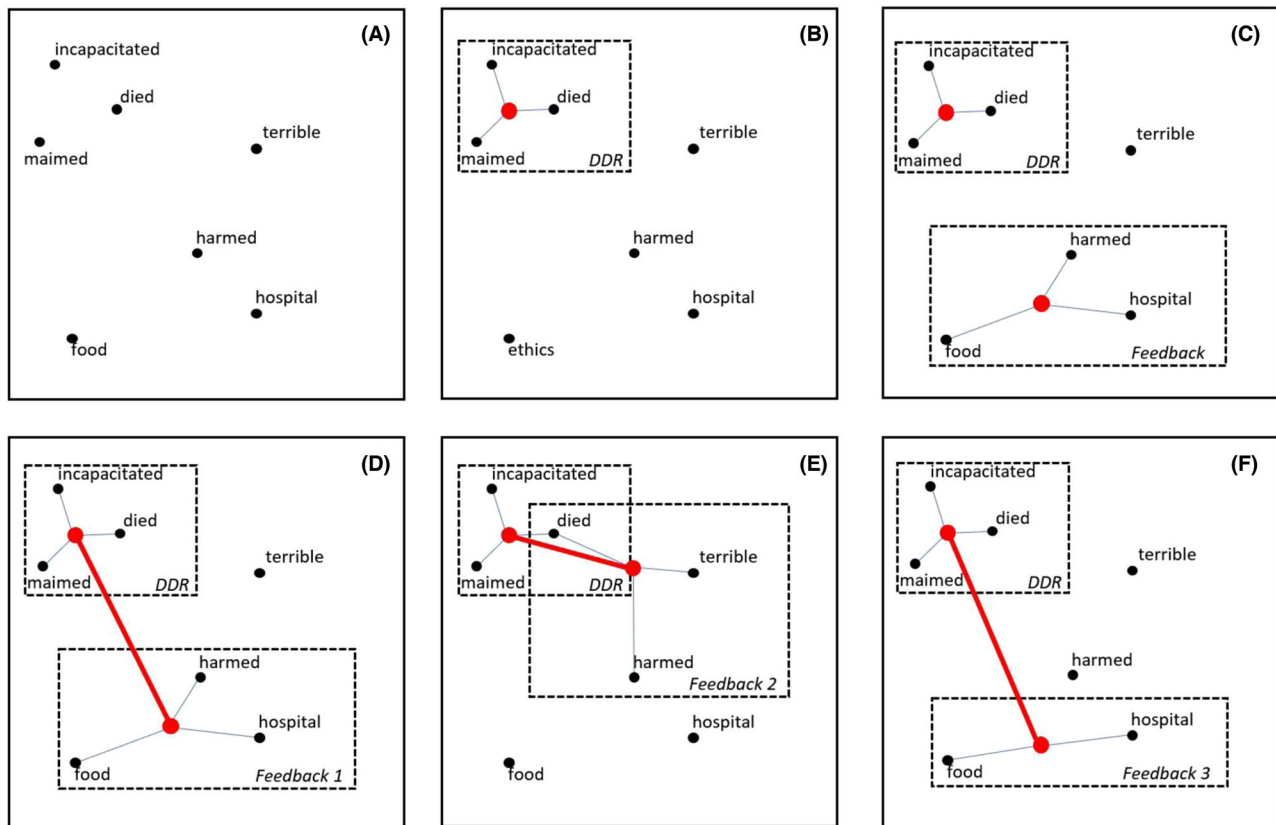 (A)
incapacitated
died
terrible
maimed
harmed
hospital
food
(B)
incapacitated
died
terrible
maimed
DDR
harmed
hospital
ethics
(C)
incapacitated
died
terrible
maimed
DDR
harmed
hospital
food
Feedback
(D)
incapacitated
died
terrible
maimed
DDR
harmed
hospital
food
Feedback 1
(E)
incapacitated
died
terrible
maimed
DDR
harmed
Feedback 2
hospital
food
(F)
incapacitated
died
terrible
maimed
DDR
harmed
hospital
food
Feedback 3